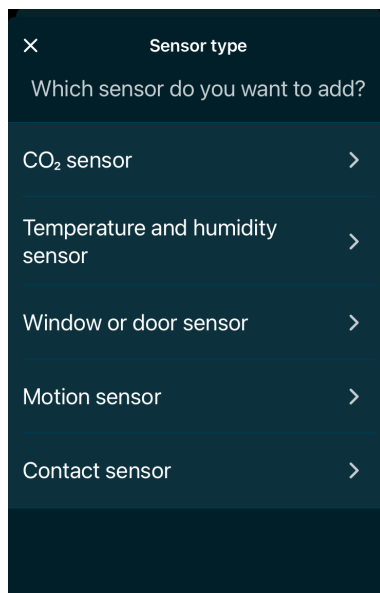 Sensor type
Which sensor do you want to add?
CO₂ sensor
Temperature and humidity
sensor
Window or door sensor
Motion sensor
Contact sensor